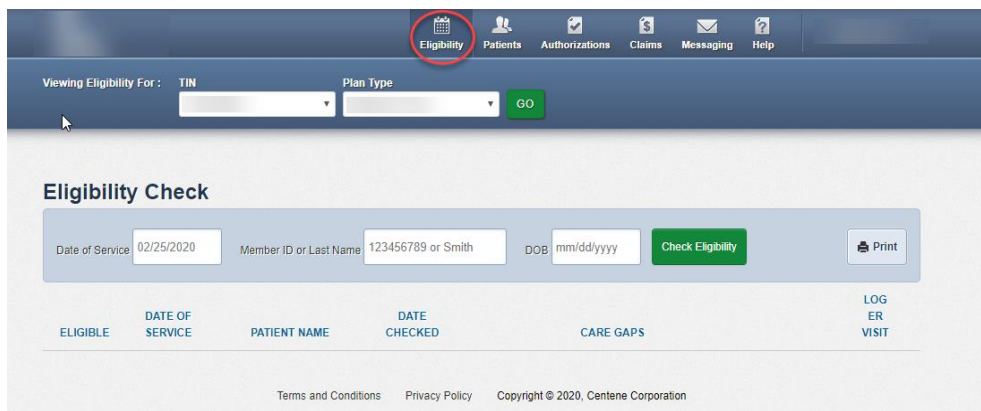 Eligibility Patients Authorizations Claims Messaging Help
Viewing Eligibility For : TIN Plan Type
GO
Eligibility Check
Date of Service 02/25/2020 Member ID or Last Name 123456789 or Smith DOB mm/dd/yyyy Check Eligibility Print
ELIGIBLE DATE OF SERVICE PATIENT NAME DATE CHECKED CARE GAPS LOG ER VISIT
Terms and Conditions Privacy Policy Copyright © 2020, Centene Corporation